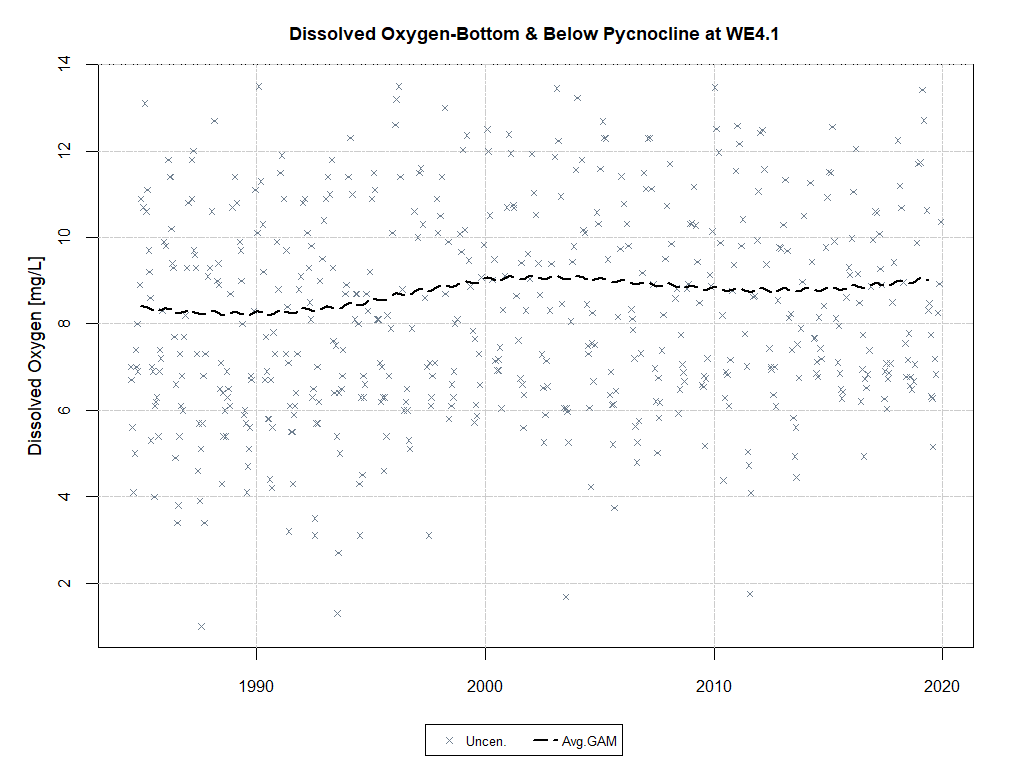 Dissolved Oxygen-Bottom & Below Pycnocline at WE4.1
Dissolved Oxygen [mg/L]
14
12
10
8
6
4
2
1990 2000 2010 2020
Uncen. Avg.GAM